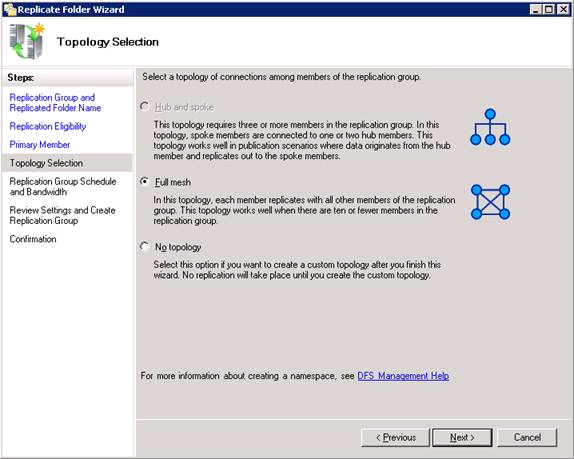 Replicate Folder Wizard
Topology Selection
Steps:
Replication Group and
Replicated Folder Name
Replication Eligibility
Primary Member
Topology Selection
Replication Group Schedule
and Bandwidth
Review Settings and Create
Replication Group
Confirmation
Select a topology of connections among members of the replication group.
Hub and spoke
This topology requires three or more members in the replication group. In this
topology, spoke members are connected to one or two hub members. This
topology works well in publication scenarios where data originates from the hub
member and replicates out to the spoke members.
Full mesh
In this topology, each member replicates with all other members of the replication
group. This topology works well when there are ten or fewer members in the
replication group.
No topology
Select this option if you want to create a custom topology after you finish this
wizard. No replication will take place until you create the custom topology.
For more information about creating a namespace, see DFS Management Help
< Previous
Next >
Cancel